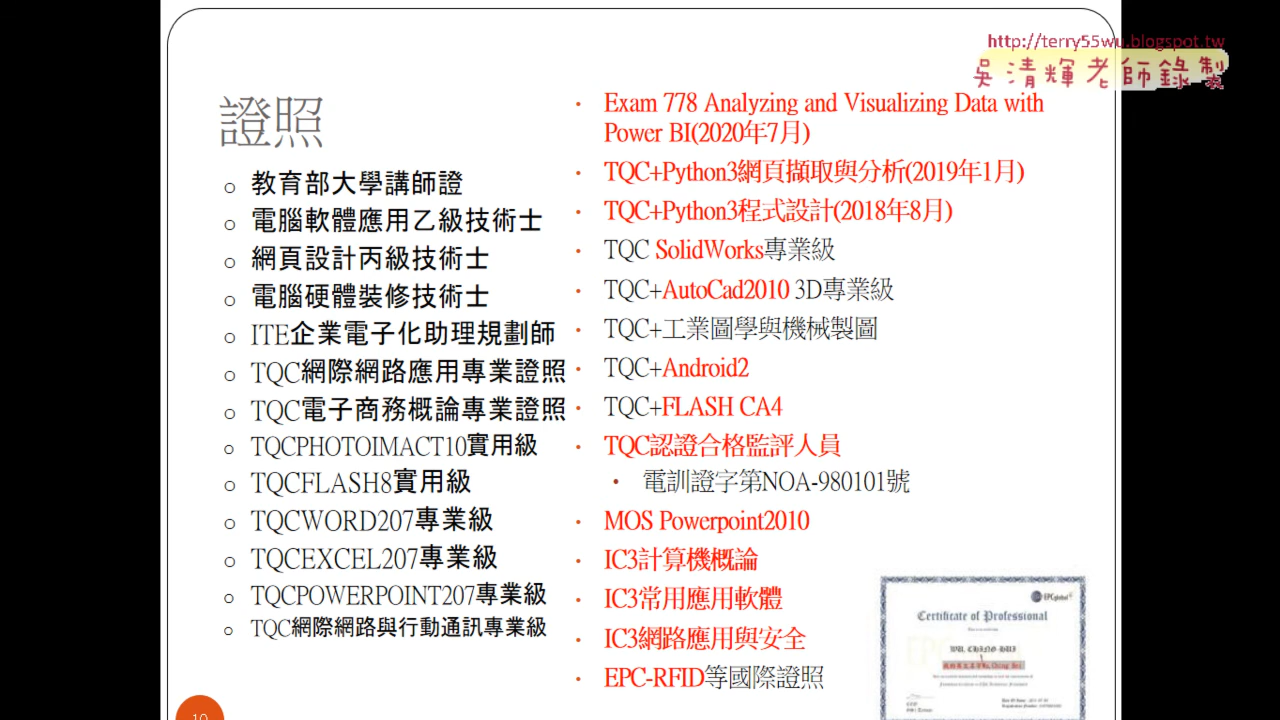 http://terry55wu.blogspot.tw
吳清輝老師錄製
證照
教育部大學講師證
電腦軟體應用乙級技術士
網頁設計丙級技術士
電腦硬體裝修技術士
ITE企業電子化助理規劃師
TQC網際網路應用專業證照
TQC電子商務概論專業證照
TQCPHOTOIMACT10實用級
TQCFLASH8實用級
TQCWORD207專業級
TQCEXCEL207專業級
TQCPOWERPOINT207專業級
TQC網際網路與行動通訊專業級
Exam 778 Analyzing and Visualizing Data with
Power BI(2020年7月)
TQC+Python3網頁擷取與分析(2019年1月)
TQC+Python3程式設計(2018年8月)
TQC SolidWorks專業級
TQC+AutoCad2010 3D專業級
TQC+工業圖學與機械製圖
TQC+Android2
TQC+FLASH CA4
TQC認證合格監評人員
電訓證字第NOA-980101號
MOS Powerpoint2010
IC3計算機概論
IC3常用應用軟體
IC3網路應用與安全
EPC-RFID等國際證照
EPCglobal
Certificate of Professional
WU, CHING-HUI
10